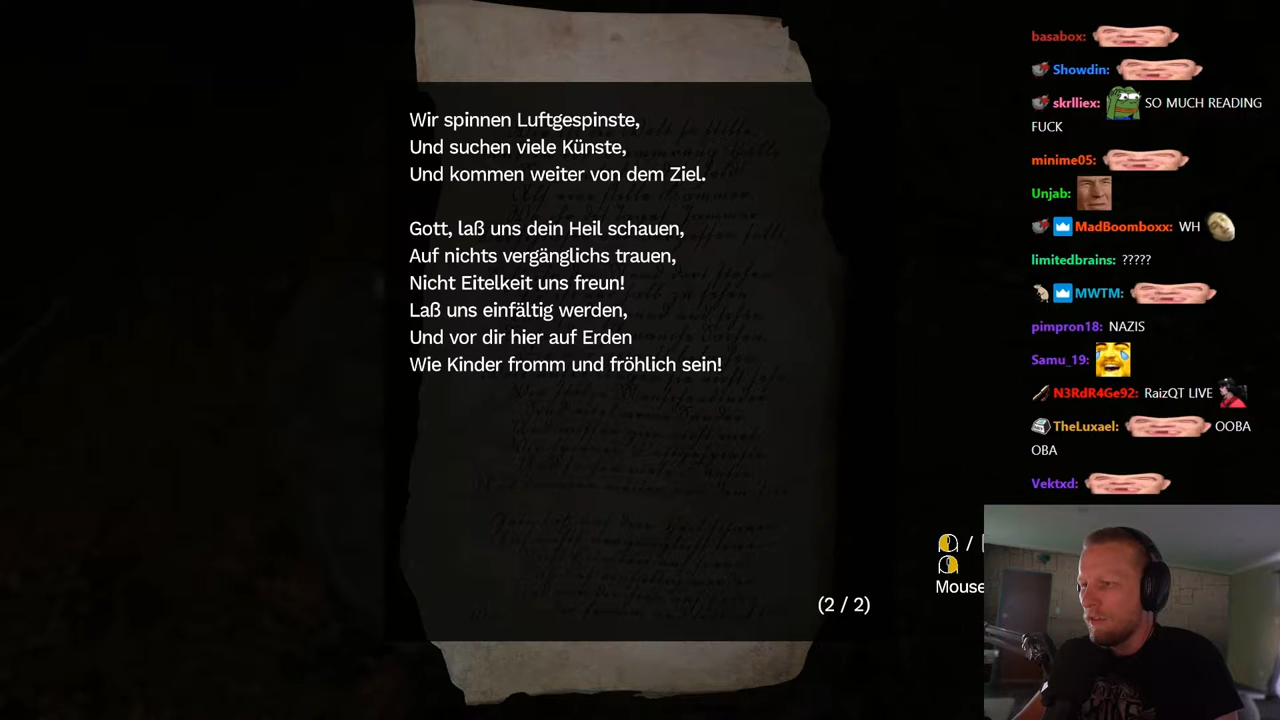 Wir spinnen Luftgespinste,
Und suchen viele Künste,
Und kommen weiter von dem Ziel.
Gott, laß uns dein Heil schauen,
Auf nichts vergänglichs trauen,
Nicht Eitelkeit uns freun!
Laß uns einfältig werden,
Und vor dir hier auf Erden
Wie Kinder fromm und fröhlich sein!
/
Mouse
(2 / 2)
basabox:
Showdin:
skrlliex: SO MUCH READING
FUCK
minime05:
Unjab:
MadBoomboxx: WH
limitedbrains: ?????
MWTM:
pimpron18: NAZIS
Samu_19:
N3RdR4Ge92: RaizQT LIVE
TheLuxael: OOBA
OBA
Vektxd: